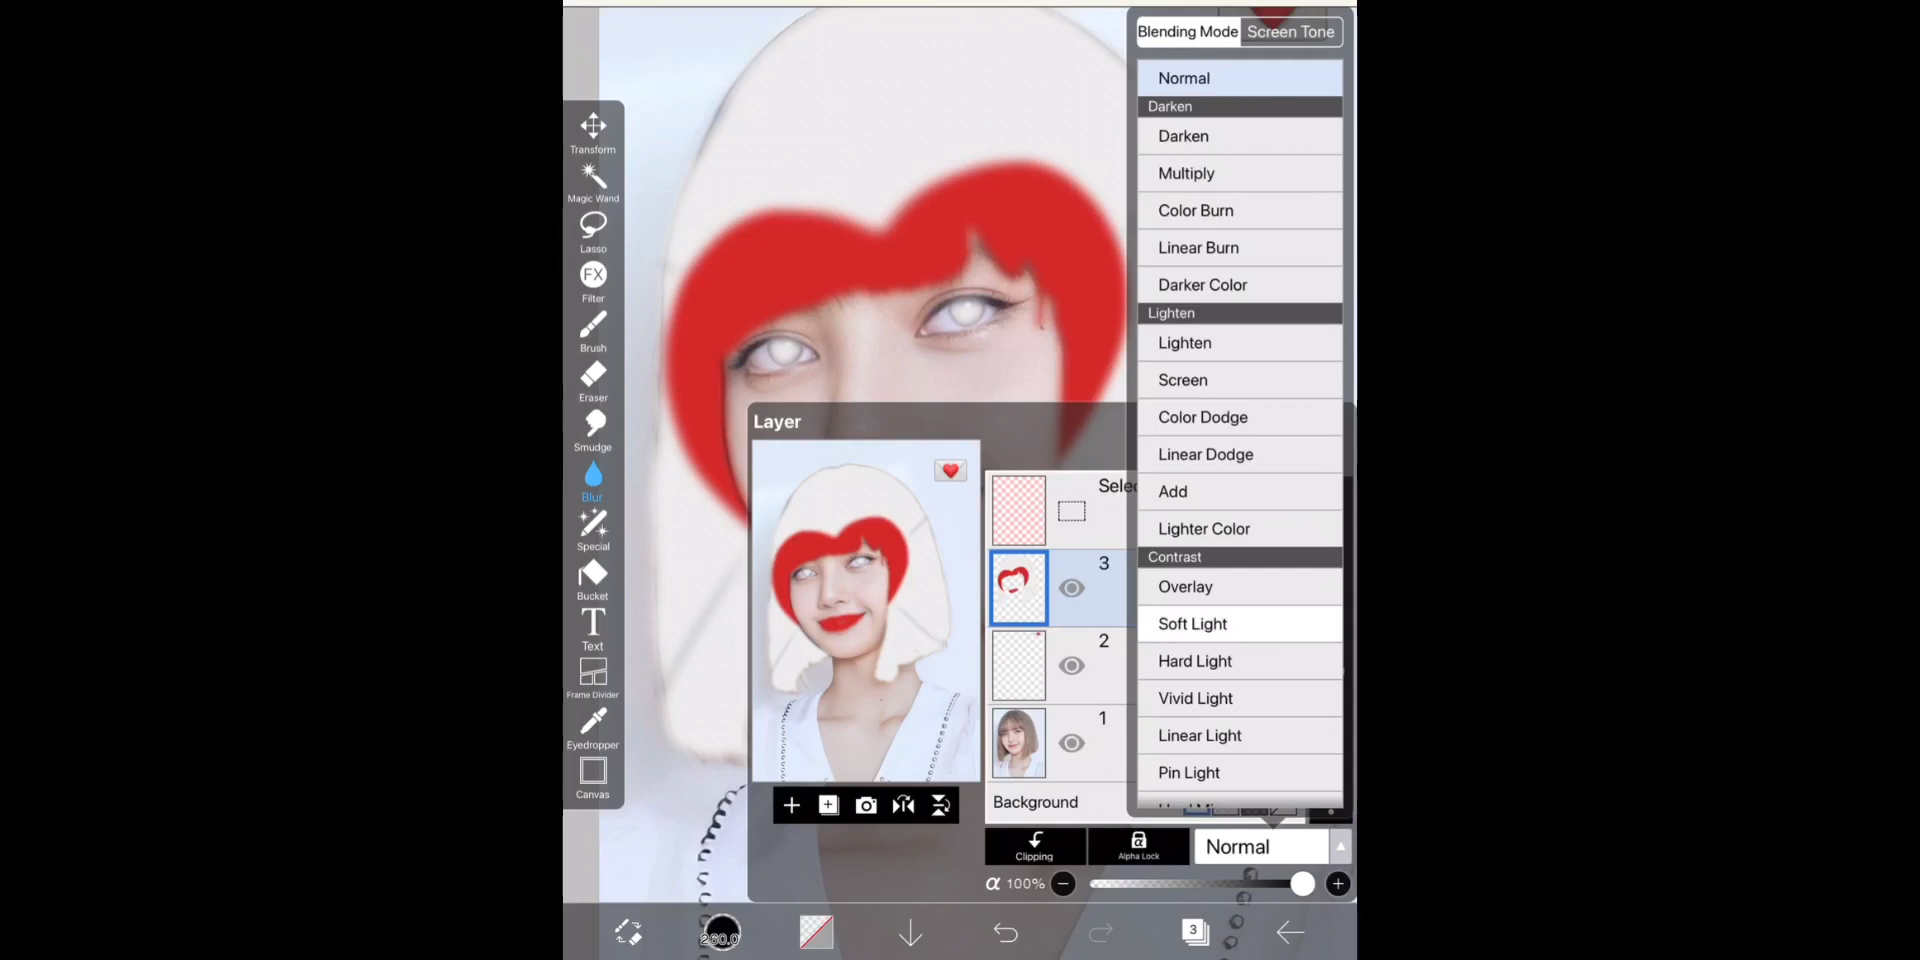 Blending Mode
Screen Tone
Normal
Darken
Darken
Multiply
Color Burn
Linear Burn
Darker Color
Lighten
Lighten
Screen
Color Dodge
Linear Dodge
Add
Lighter Color
Contrast
Overlay
Soft Light
Hard Light
Vivid Light
Linear Light
Pin Light
Transform
Magic Wand
Lasso
FX
Filter
Brush
Eraser
Smudge
Blur
Special
Bucket
T
Text
Frame Divider
Eyedropper
Canvas
Layer
3
2
1
Background
Clipping
α
Alpha Lock
Normal
α 100%
260.0
3